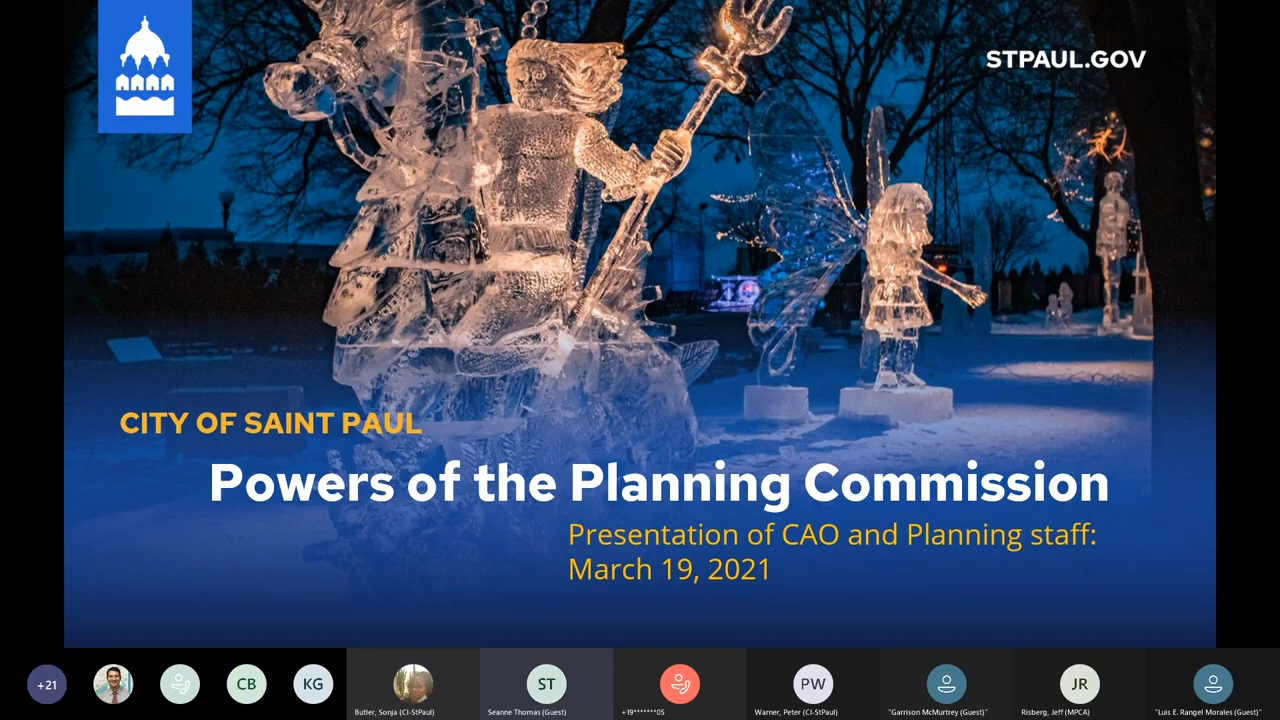 STPAUL.GOV
CITY OF SAINT PAUL
Powers of the Planning Commission
Presentation of CAO and Planning staff:
March 19, 2021
+21
CB
KG
ST
PW
JR
Butler, Sonja (CI-StPaul)
Seanne Thomas (Guest)
+19*******05
Warner, Peter (CI-StPaul)
"Garrison McMurtrey (Guest)"
Risberg, Jeff (MPCA)
"Luis E. Rangel Morales (Guest)"